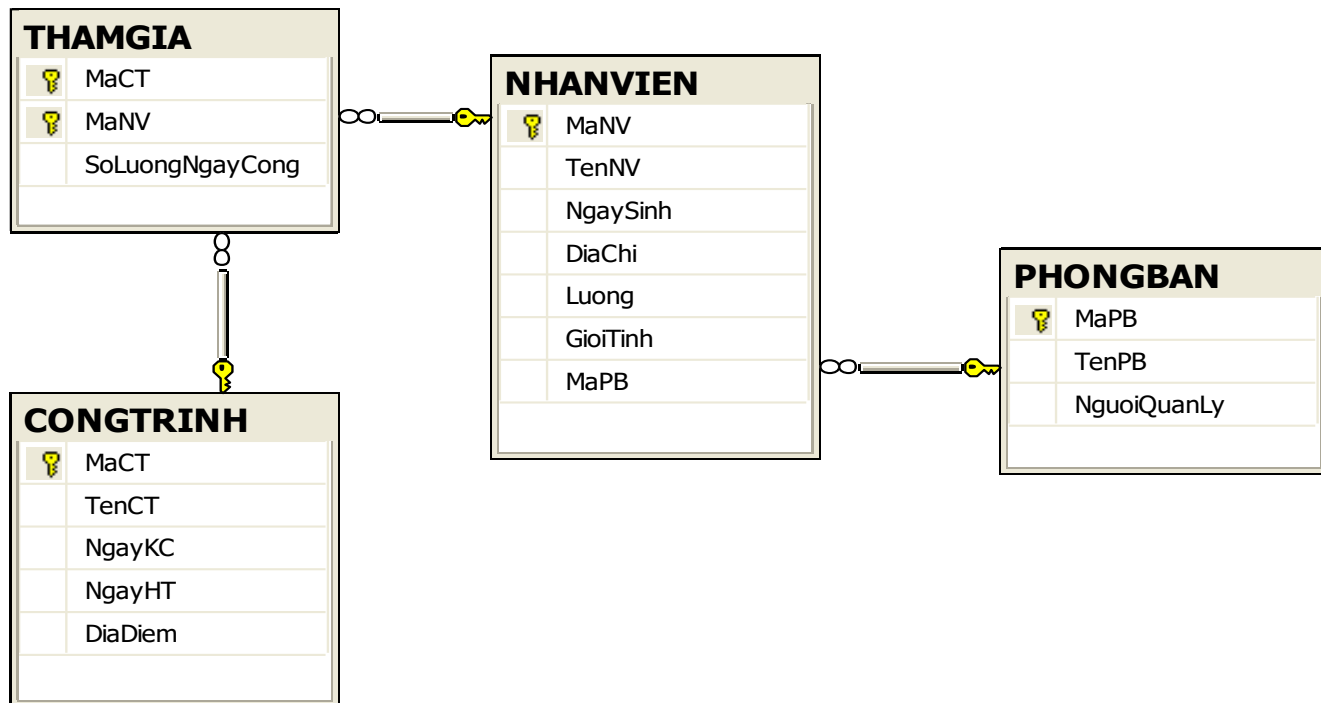 THAMGIA
MaCT
MaNV
SoLuongNgayCong
NHANVIEN
MaNV
TenNV
NgaySinh
DiaChi
Luong
GioiTinh
MaPB
PHONGBAN
MaPB
TenPB
NguoiQuanLy
CONGTRINH
MaCT
TenCT
NgayKC
NgayHT
DiaDiem